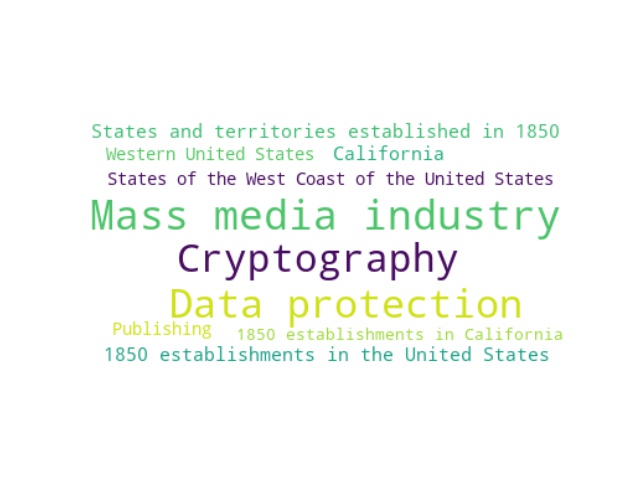 States and territories established in 1850
Western United States California
States of the West Coast of the United States
Mass media industry
Cryptography
Data protection
Publishing 1850 establishments in California
1850 establishments in the United States